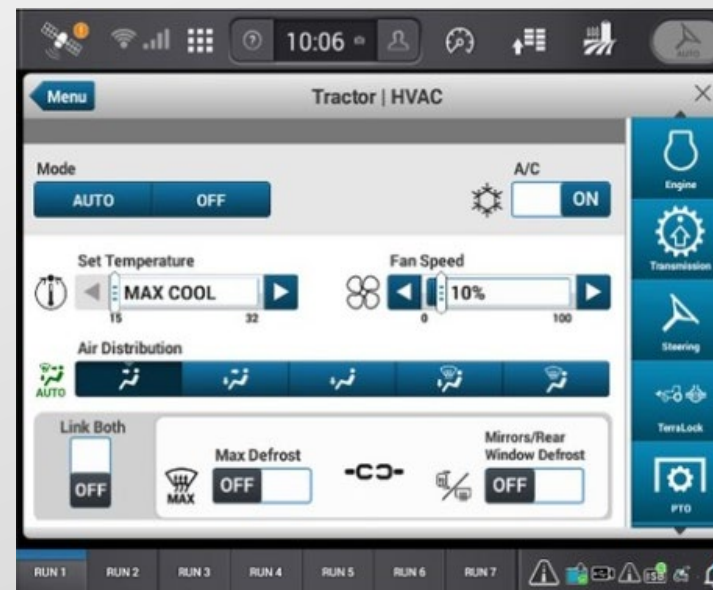 10:06
AUTO
Menu
Tractor | HVAC
Engine
Mode
A/C
AUTO
OFF
ON
Transmission
Set Temperature
Fan Speed
MAX COOL
10%
15
32
0
100
Steering
Air Distribution
AUTO
TerraLock
Link Both
Max Defrost
Mirrors/Rear
Window Defrost
OFF
MAX
OFF
OFF
PTO
RUN 1
RUN 2
RUN 3
RUN 4
RUN 5
RUN 6
RUN 7
ISB